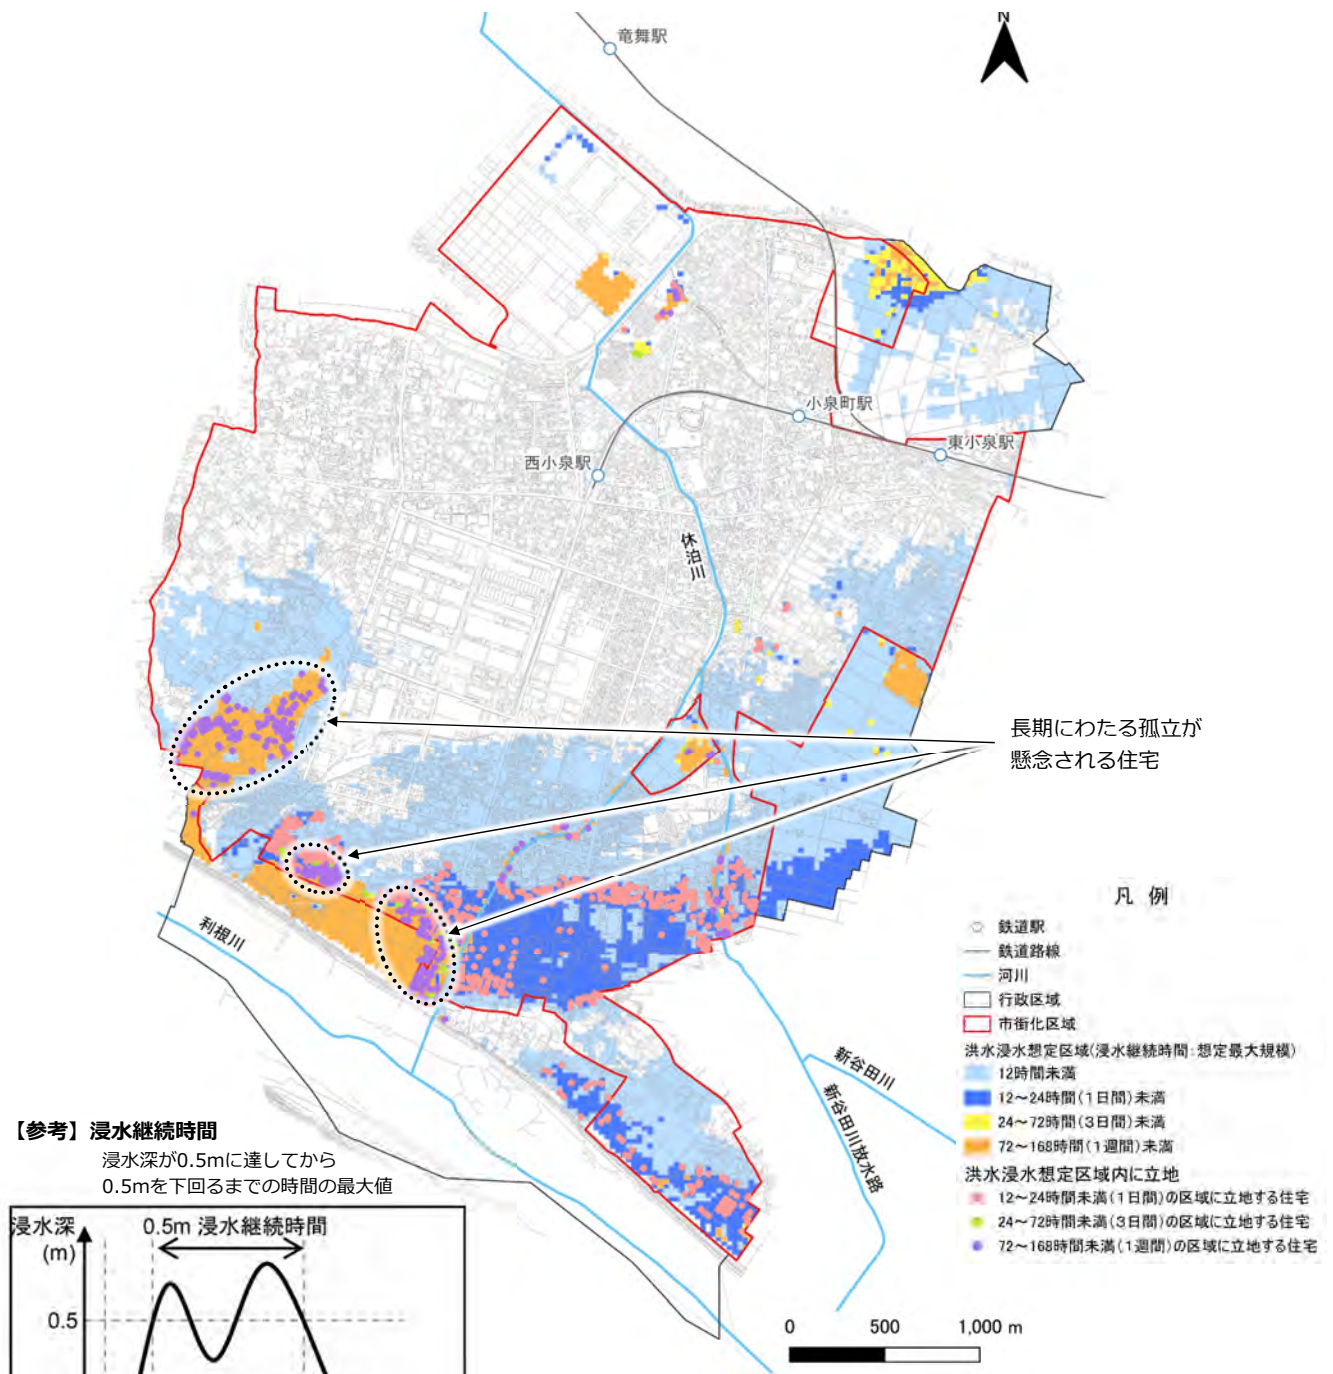 N
竜舞駅
小泉町駅
東小泉駅
西小泉駅
休泊川
長期にわたる孤立が
懸念される住宅
利根川
新谷田川
新谷田川放水路
凡 例
鉄道駅
鉄道路線
河川
行政区域
市街化区域
洪水浸水想定区域(浸水継続時間:想定最大規模)
12時間未満
12～24時間(1日間)未満
24～72時間(3日間)未満
72～168時間(1週間)未満
洪水浸水想定区域内に立地
12～24時間未満(1日間)の区域に立地する住宅
24～72時間未満(3日間)の区域に立地する住宅
72～168時間未満(1週間)の区域に立地する住宅
0 500 1,000 m
【参考】浸水継続時間
浸水深が0.5mに達してから
0.5mを下回るまでの時間の最大値
浸水深
(m)
0.5m 浸水継続時間
0.5